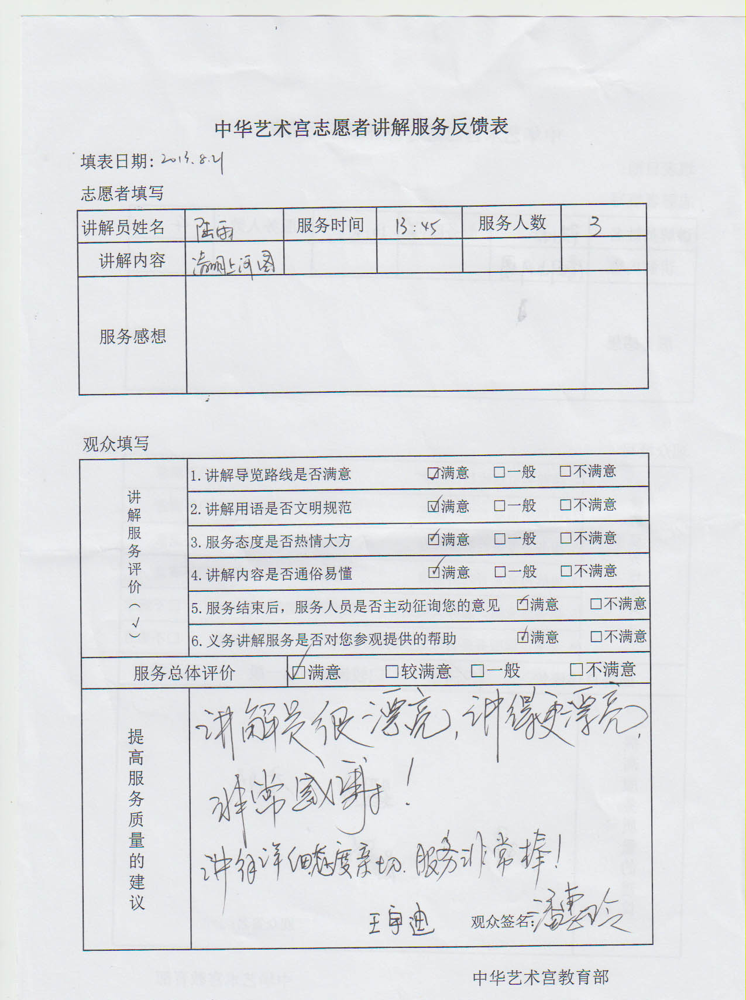 中华艺术宫志愿者讲解服务反馈表
填表日期: 2013.8.21
志愿者填写
讲解员姓名 陆雨 服务时间 13:45 服务人数 3
讲解内容 清明上河图
服务感想
观众填写
讲解服务评价（√）
1.讲解导览路线是否满意 ☑满意 □一般 □不满意
2.讲解用语是否文明规范 ☑满意 □一般 □不满意
3.服务态度是否热情大方 ☑满意 □一般 □不满意
4.讲解内容是否通俗易懂 ☑满意 □一般 □不满意
5.服务结束后，服务人员是否主动征询您的意见 ☑满意 □不满意
6.义务讲解服务是否对您参观提供的帮助 ☑满意 □不满意
服务总体评价 ☑满意 □较满意 □一般 □不满意
提高服务质量的建议
讲解员很漂亮，讲得更漂亮，
非常感谢！
讲得详细态度亲切.服务非常棒！
王宇迪 观众签名：潘惠玲
中华艺术宫教育部